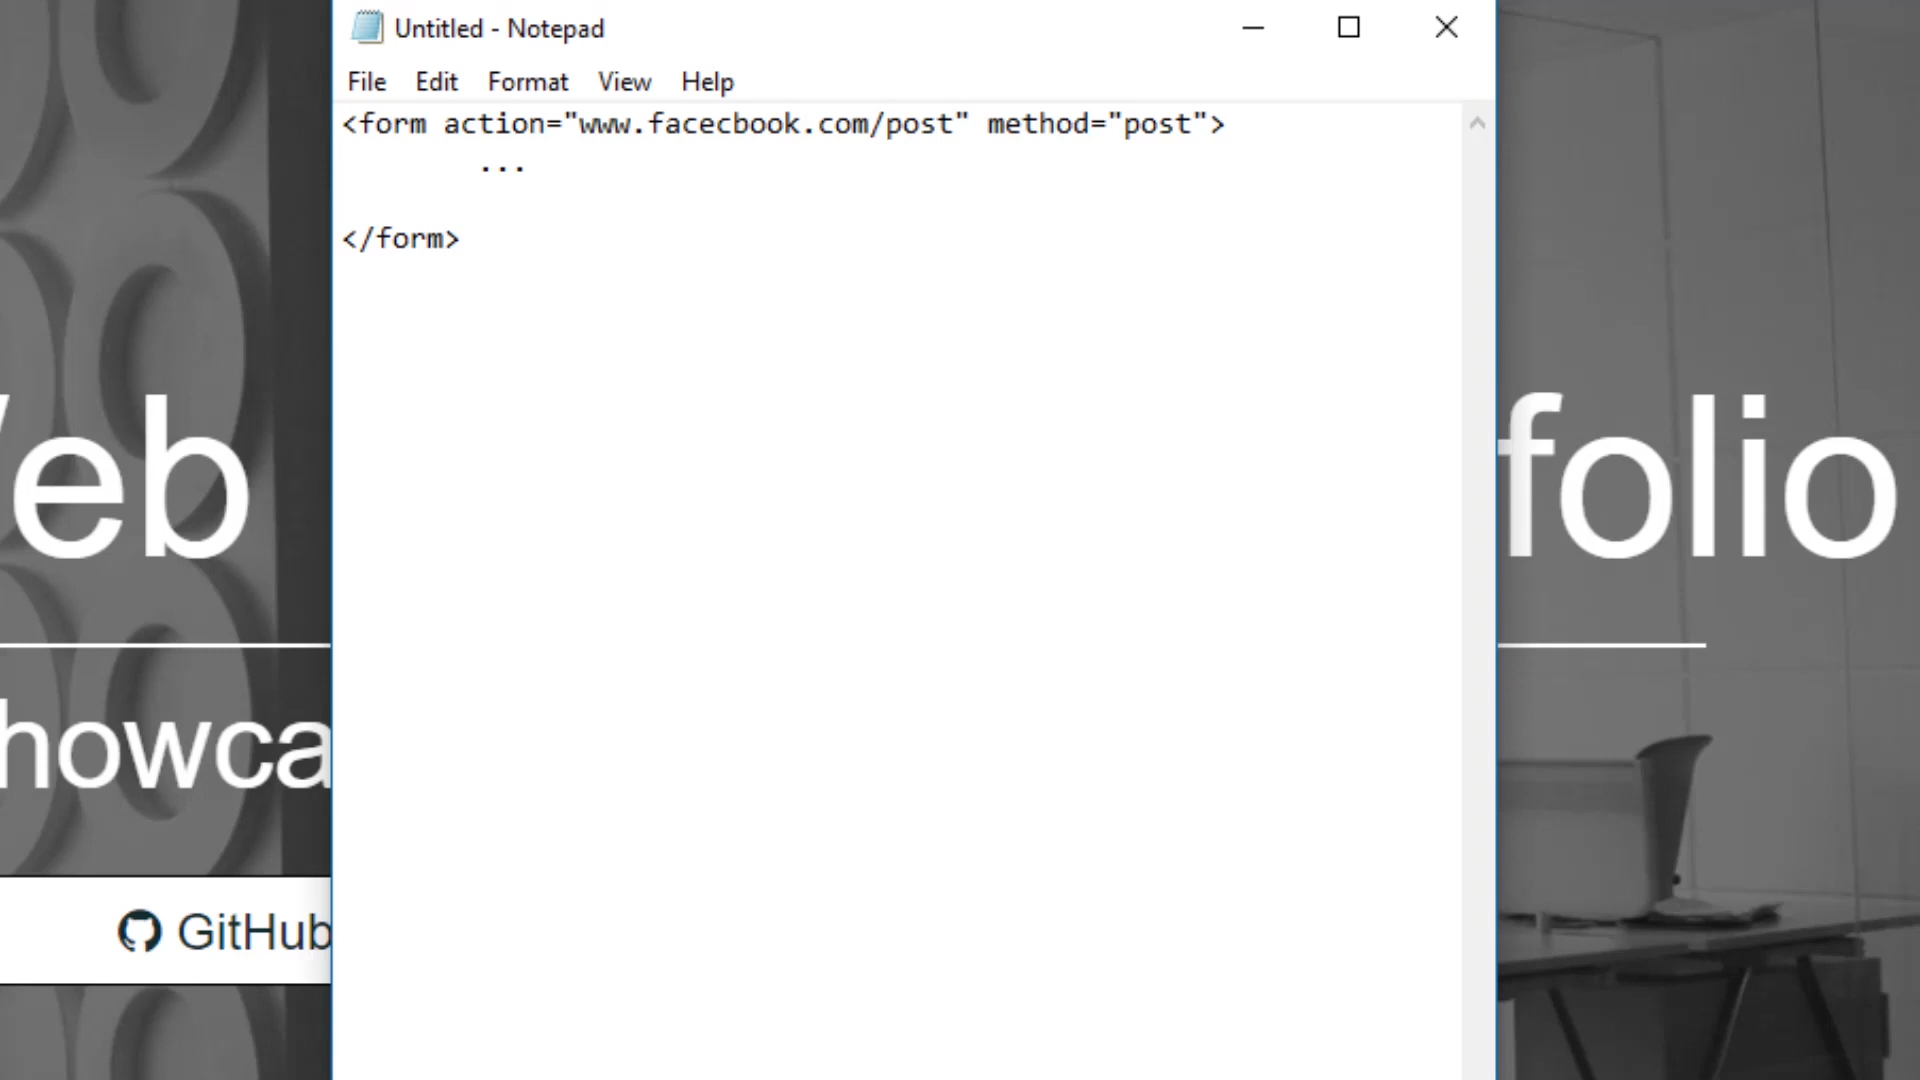 Untitled - Notepad
File Edit Format View Help
<form action="www.facecbook.com/post" method="post">
...
</form>
eb
folio
howca
GitHub